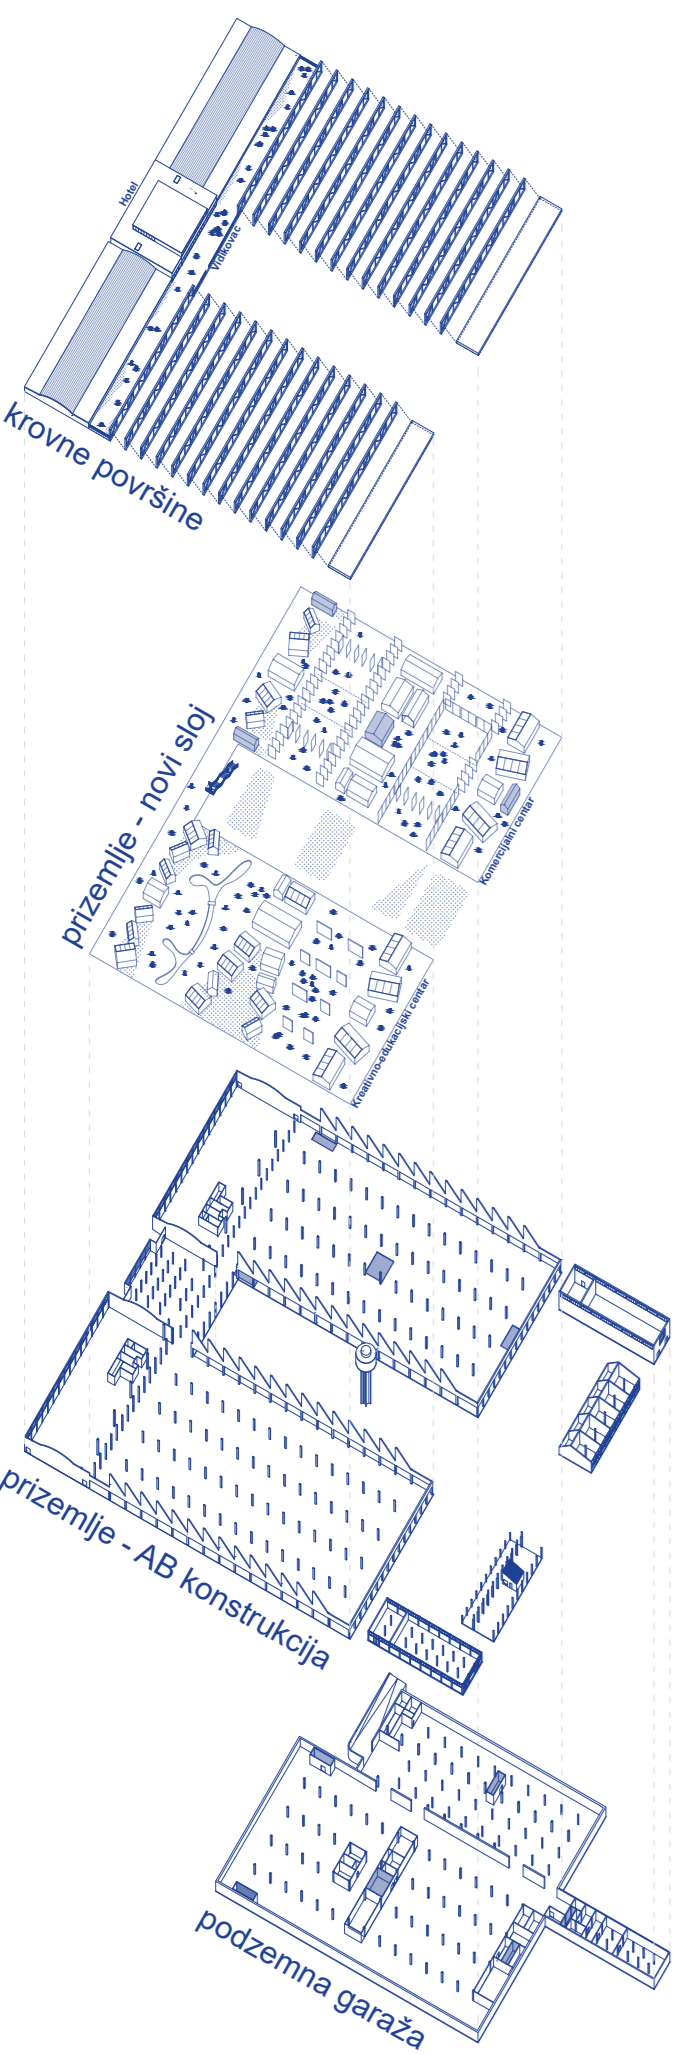 Hotel
Vidikovac
krovne površine
prizemlje - novi sloj
Komercijalni centar
Kreativno-edukacijski centar
prizemlje - AB konstrukcija
podzemna garaža